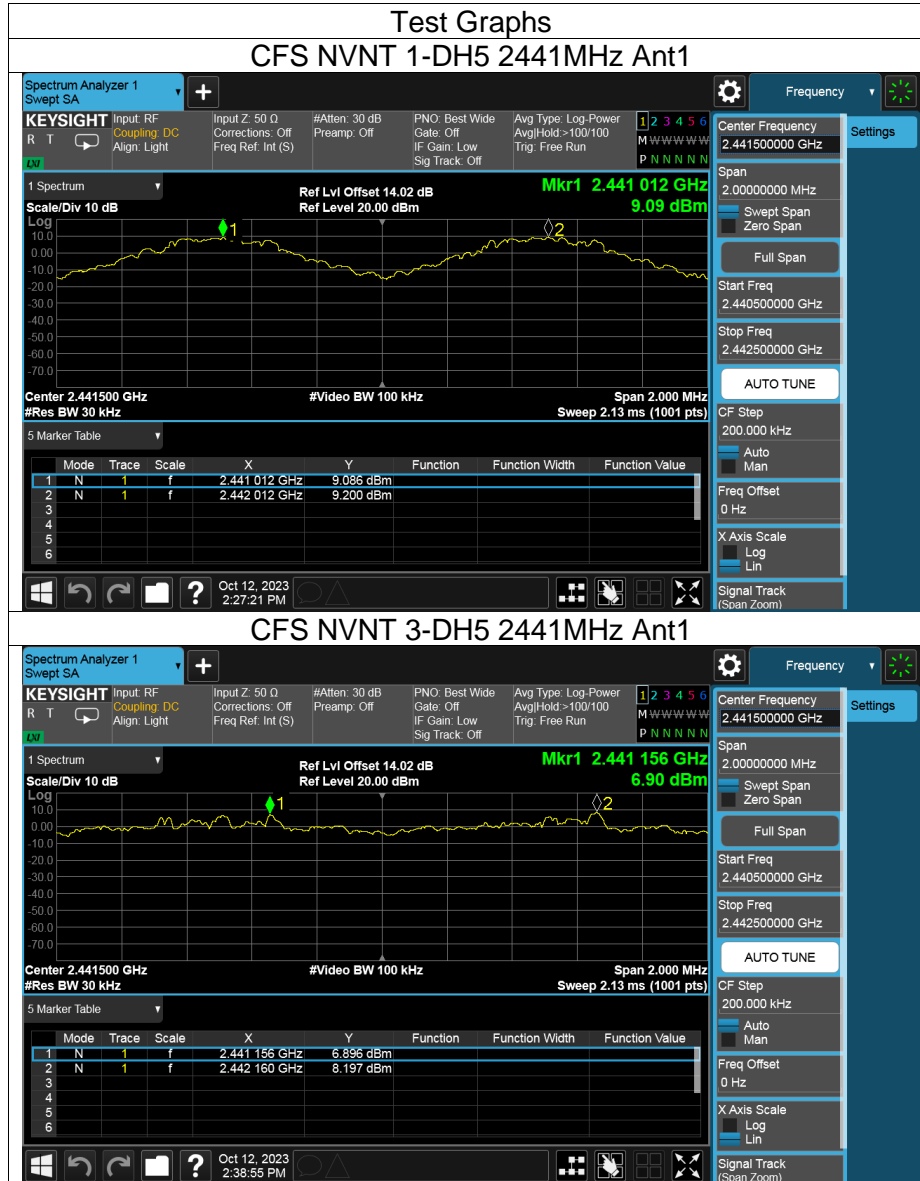 Test Graphs
CFS NVNT 1-DH5 2441MHz Ant1
Spectrum Analyzer 1
Swept SA
+
Frequency
KEYSIGHT
R T
LXI
Input: RF
Coupling: DC
Align: Light
Input Z: 50 Ω
Corrections: Off
Freq Ref: Int (S)
#Atten: 30 dB
Preamp: Off
PNO: Best Wide
Gate: Off
IF Gain: Low
Sig Track: Off
Avg Type: Log-Power
Avg|Hold:>100/100
Trig: Free Run
1 2 3 4 5 6
M W W W W W
P N N N N N
Center Frequency
2.441500000 GHz
Settings
Span
2.00000000 MHz
Swept Span
Zero Span
Full Span
Start Freq
2.440500000 GHz
Stop Freq
2.442500000 GHz
AUTO TUNE
CF Step
200.000 kHz
Auto
Man
Freq Offset
0 Hz
X Axis Scale
Log
Lin
Signal Track
(Span Zoom)
1 Spectrum
Scale/Div 10 dB
Ref Lvl Offset 14.02 dB
Ref Level 20.00 dBm
Mkr1 2.441 012 GHz
9.09 dBm
Log
10.0
0.00
-10.0
-20.0
-30.0
-40.0
-50.0
-60.0
-70.0
1
2
Center 2.441500 GHz
#Video BW 100 kHz
Span 2.000 MHz
#Res BW 30 kHz
Sweep 2.13 ms (1001 pts)
5 Marker Table
Mode Trace Scale X Y Function Function Width Function Value
1 N 1 f 2.441 012 GHz 9.086 dBm
2 N 1 f 2.442 012 GHz 9.200 dBm
3
4
5
6
?
Oct 12, 2023
2:27:21 PM
CFS NVNT 3-DH5 2441MHz Ant1
Spectrum Analyzer 1
Swept SA
+
Frequency
KEYSIGHT
R T
LXI
Input: RF
Coupling: DC
Align: Light
Input Z: 50 Ω
Corrections: Off
Freq Ref: Int (S)
#Atten: 30 dB
Preamp: Off
PNO: Best Wide
Gate: Off
IF Gain: Low
Sig Track: Off
Avg Type: Log-Power
Avg|Hold:>100/100
Trig: Free Run
1 2 3 4 5 6
M W W W W W
P N N N N N
Center Frequency
2.441500000 GHz
Settings
Span
2.00000000 MHz
Swept Span
Zero Span
Full Span
Start Freq
2.440500000 GHz
Stop Freq
2.442500000 GHz
AUTO TUNE
CF Step
200.000 kHz
Auto
Man
Freq Offset
0 Hz
X Axis Scale
Log
Lin
Signal Track
(Span Zoom)
1 Spectrum
Scale/Div 10 dB
Ref Lvl Offset 14.02 dB
Ref Level 20.00 dBm
Mkr1 2.441 156 GHz
6.90 dBm
Log
10.0
0.00
-10.0
-20.0
-30.0
-40.0
-50.0
-60.0
-70.0
1
2
Center 2.441500 GHz
#Video BW 100 kHz
Span 2.000 MHz
#Res BW 30 kHz
Sweep 2.13 ms (1001 pts)
5 Marker Table
Mode Trace Scale X Y Function Function Width Function Value
1 N 1 f 2.441 156 GHz 6.896 dBm
2 N 1 f 2.442 160 GHz 8.197 dBm
3
4
5
6
?
Oct 12, 2023
2:38:55 PM